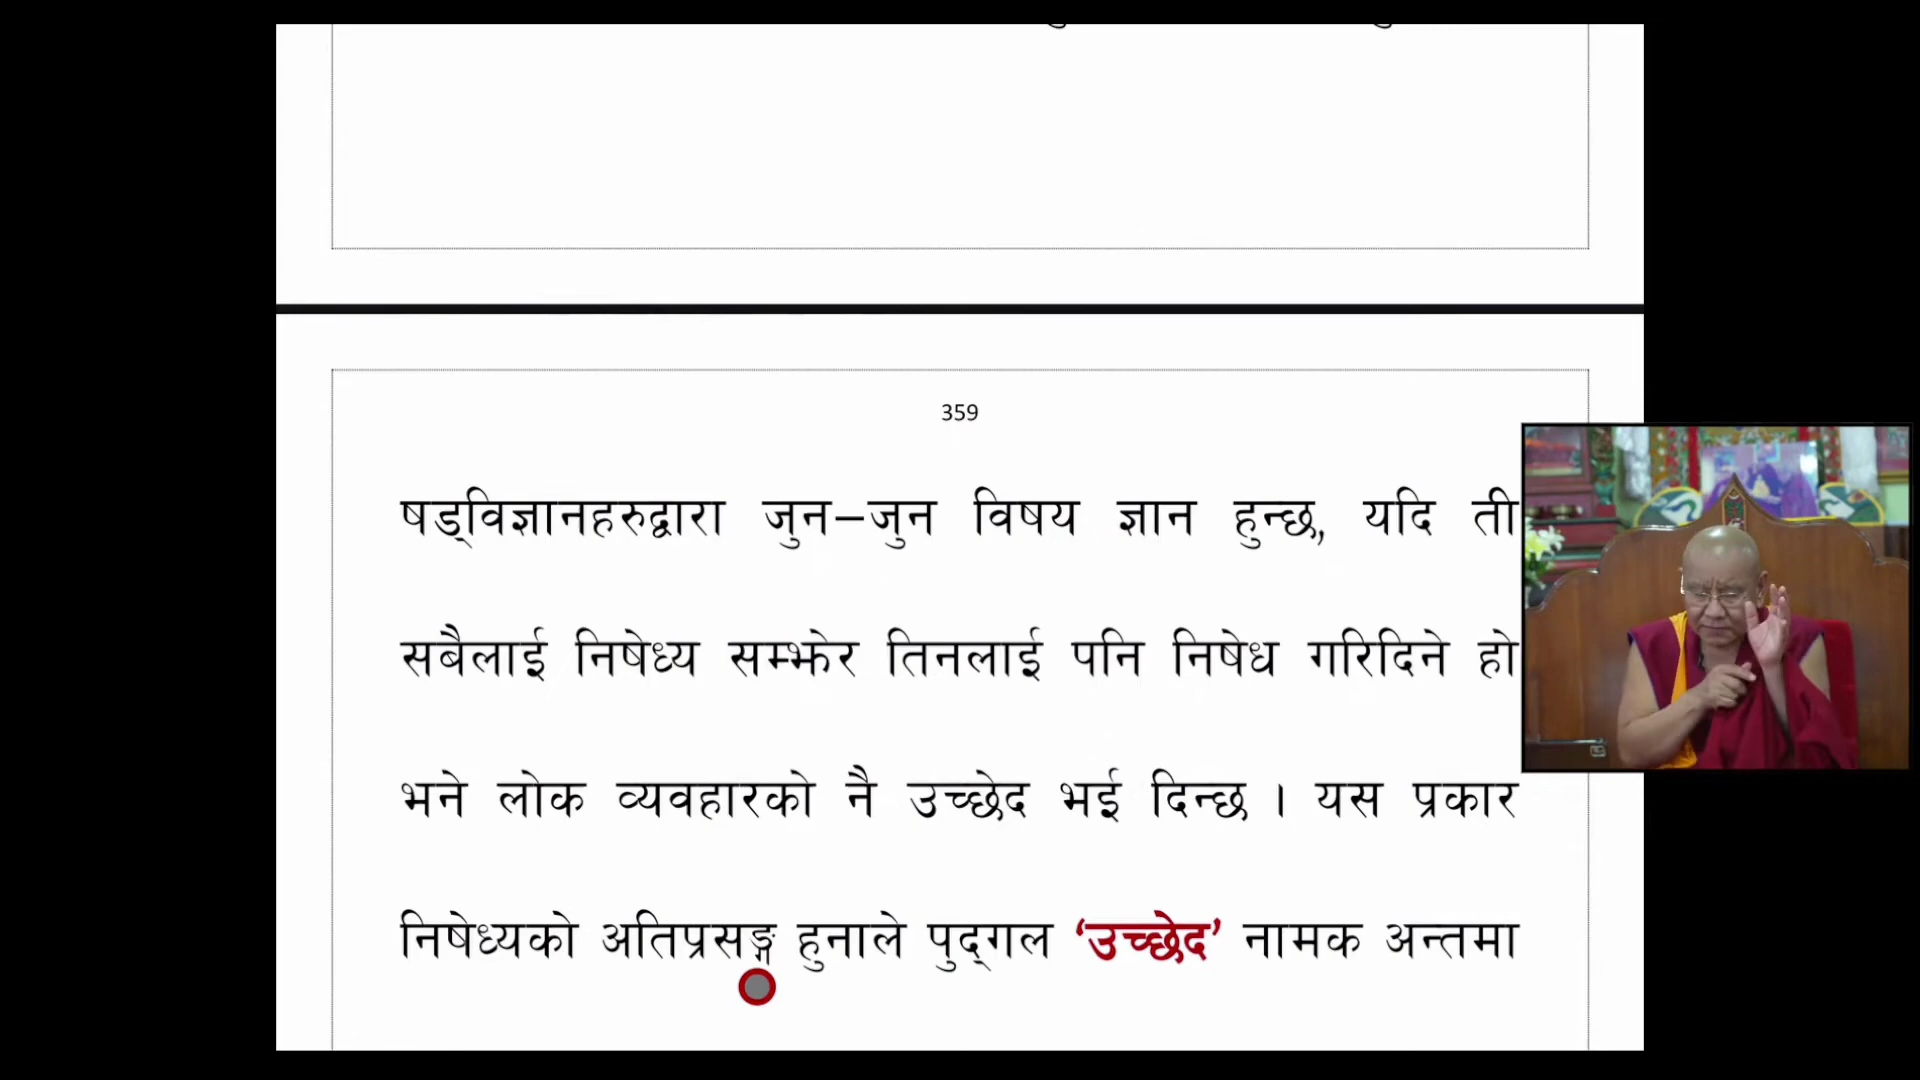 359
षड्विज्ञानहरुद्वारा जुन–जुन विषय ज्ञान हुन्छ, यदि ती
सबैलाई निषेध्य सम्झेर तिनलाई पनि निषेध गरिदिने हो
भने लोक व्यवहारको नै उच्छेद भई दिन्छ । यस प्रकार
निषेध्यको अतिप्रसङ्ग हुनाले पुद्गल ‘उच्छेद’ नामक अन्तमा